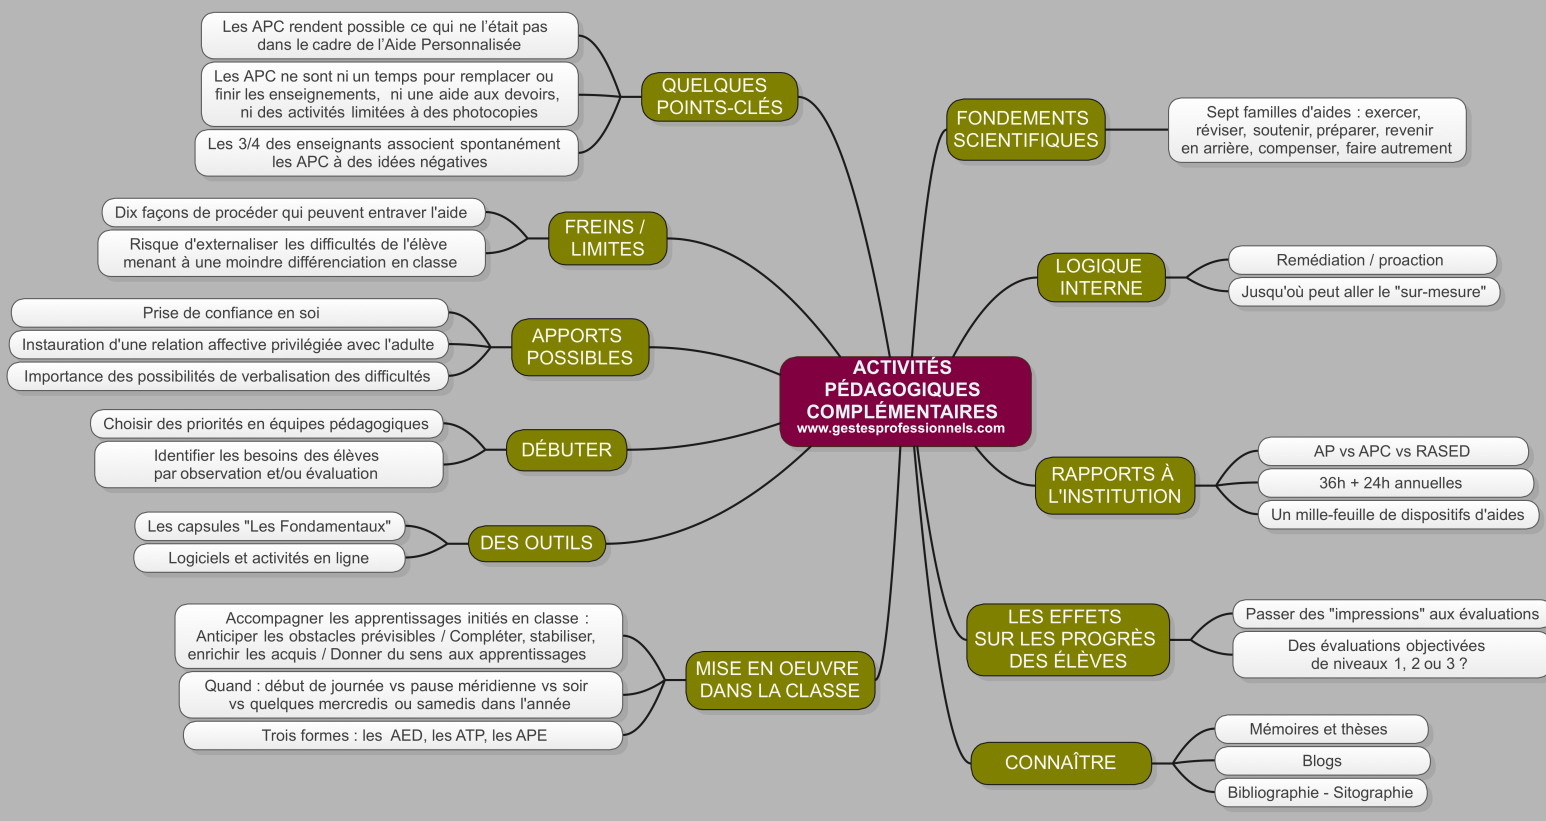 ACTIVITÉS
PÉDAGOGIQUES
COMPLÉMENTAIRES
www.gestesprofessionnels.com
QUELQUES
POINTS-CLÉS
Les APC rendent possible ce qui ne l'était pas
dans le cadre de l'Aide Personnalisée
Les APC ne sont ni un temps pour remplacer ou
finir les enseignements, ni une aide aux devoirs,
ni des activités limitées à des photocopies
Les 3/4 des enseignants associent spontanément
les APC à des idées négatives
FREINS /
LIMITES
Dix façons de procéder qui peuvent entraver l'aide
Risque d'externaliser les difficultés de l'élève
menant à une moindre différenciation en classe
APPORTS
POSSIBLES
Prise de confiance en soi
Instauration d'une relation affective privilégiée avec l'adulte
Importance des possibilités de verbalisation des difficultés
DÉBUTER
Choisir des priorités en équipes pédagogiques
Identifier les besoins des élèves
par observation et/ou évaluation
DES OUTILS
Les capsules "Les Fondamentaux"
Logiciels et activités en ligne
MISE EN OEUVRE
DANS LA CLASSE
Accompagner les apprentissages initiés en classe :
Anticiper les obstacles prévisibles / Compléter, stabiliser,
enrichir les acquis / Donner du sens aux apprentissages
Quand : début de journée vs pause méridienne vs soir
vs quelques mercredis ou samedis dans l'année
Trois formes : les AED, les ATP, les APE
FONDEMENTS
SCIENTIFIQUES
Sept familles d'aides : exercer,
réviser, soutenir, préparer, revenir
en arrière, compenser, faire autrement
LOGIQUE
INTERNE
Remédiation / proaction
Jusqu'où peut aller le "sur-mesure"
RAPPORTS À
L'INSTITUTION
AP vs APC vs RASED
36h + 24h annuelles
Un mille-feuille de dispositifs d'aides
LES EFFETS
SUR LES PROGRÈS
DES ÉLÈVES
Passer des "impressions" aux évaluations
Des évaluations objectivées
de niveaux 1, 2 ou 3 ?
CONNAÎTRE
Mémoires et thèses
Blogs
Bibliographie - Sitographie